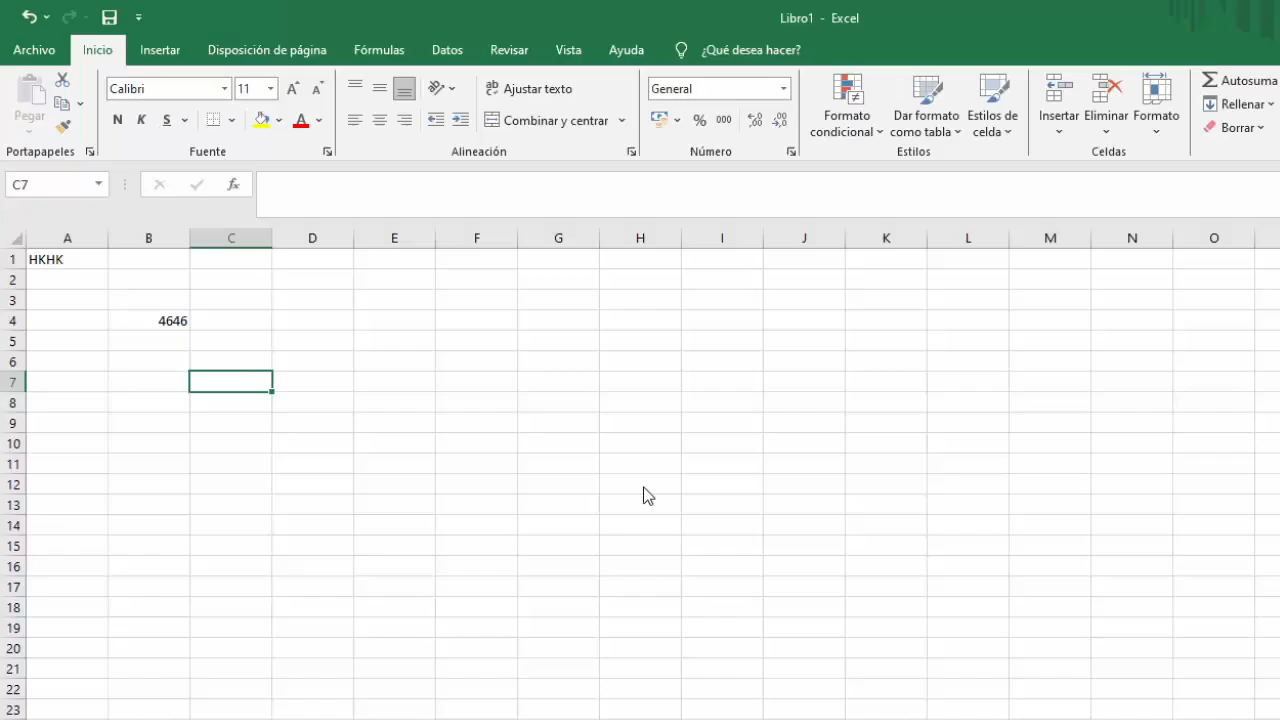 Libro1 - Excel
Archivo Inicio Insertar Disposición de página Fórmulas Datos Revisar Vista Ayuda ¿Qué desea hacer?
Pegar
Calibri 11
N K S A
Portapapeles
Fuente
ab Ajustar texto
Combinar y centrar
Alineación
General
% 000
Número
Formato condicional
Dar formato como tabla
Estilos de celda
Estilos
Insertar Eliminar Formato
Celdas
Autosuma
Rellenar
Borrar
C7 fx
A B C D E F G H I J K L M N O
1 HKHK
2
3
4 4646
5
6
7
8
9
10
11
12
13
14
15
16
17
18
19
20
21
22
23